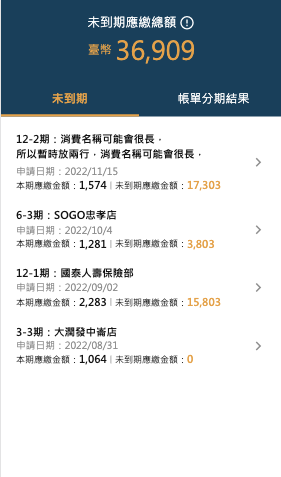 未到期應繳總額
臺幣 36,909
未到期 帳單分期結果
12-2期：消費名稱可能會很長，
所以暫時放兩行，消費名稱可能會很長，
申請日期：2022/11/15
本期應繳金額：1,574 | 未到期應繳金額：17,303
6-3期：SOGO忠孝店
申請日期：2022/10/4
本期應繳金額：1,281 | 未到期應繳金額：3,803
12-1期：國泰人壽保險部
申請日期：2022/09/02
本期應繳金額：2,283 | 未到期應繳金額：15,803
3-3期：大潤發中崙店
申請日期：2022/08/31
本期應繳金額：1,064 | 未到期應繳金額：0